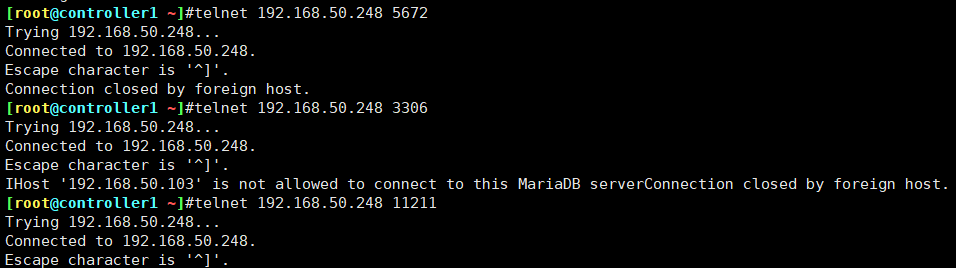 [root@controller1 ~]#telnet 192.168.50.248 5672
Trying 192.168.50.248...
Connected to 192.168.50.248.
Escape character is '^]'.
Connection closed by foreign host.
[root@controller1 ~]#telnet 192.168.50.248 3306
Trying 192.168.50.248...
Connected to 192.168.50.248.
Escape character is '^]'.
IHost '192.168.50.103' is not allowed to connect to this MariaDB serverConnection closed by foreign host.
[root@controller1 ~]#telnet 192.168.50.248 11211
Trying 192.168.50.248...
Connected to 192.168.50.248.
Escape character is '^]'.